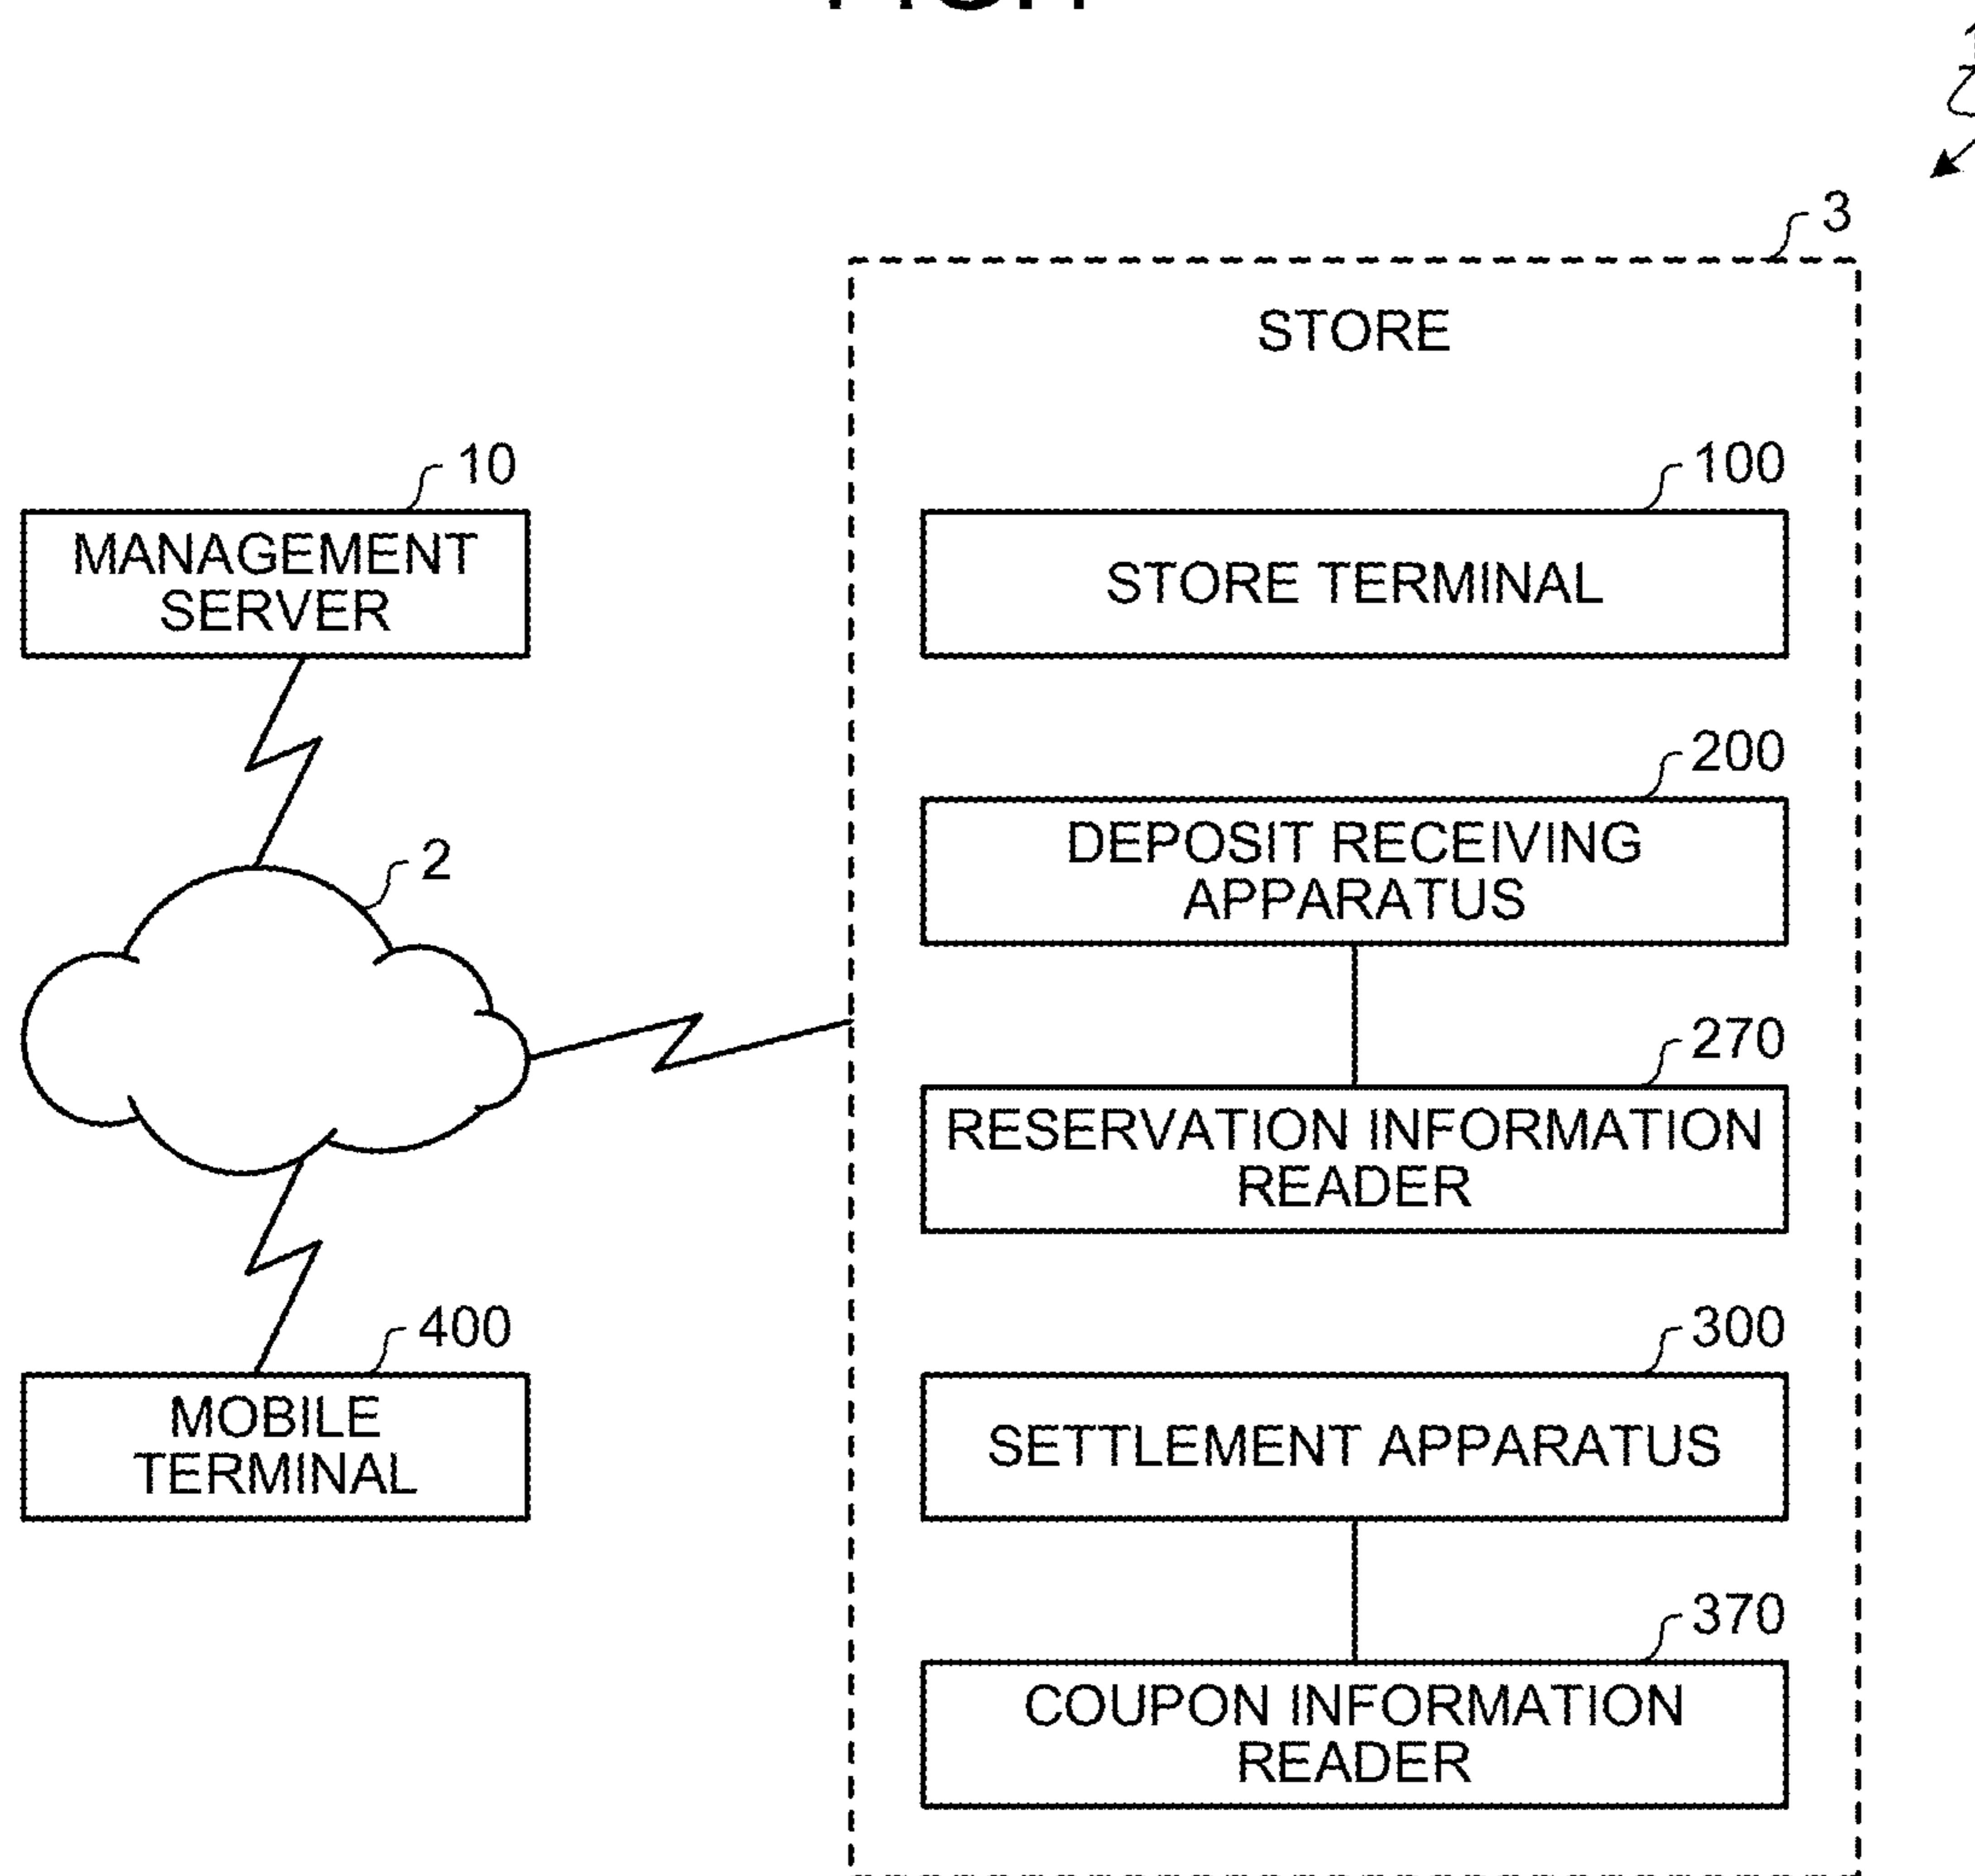 1
3
STORE
10
MANAGEMENT
SERVER
100
STORE TERMINAL
200
DEPOSIT RECEIVING
APPARATUS
2
270
RESERVATION INFORMATION
READER
400
MOBILE
TERMINAL
300
SETTLEMENT APPARATUS
370
COUPON INFORMATION
READER